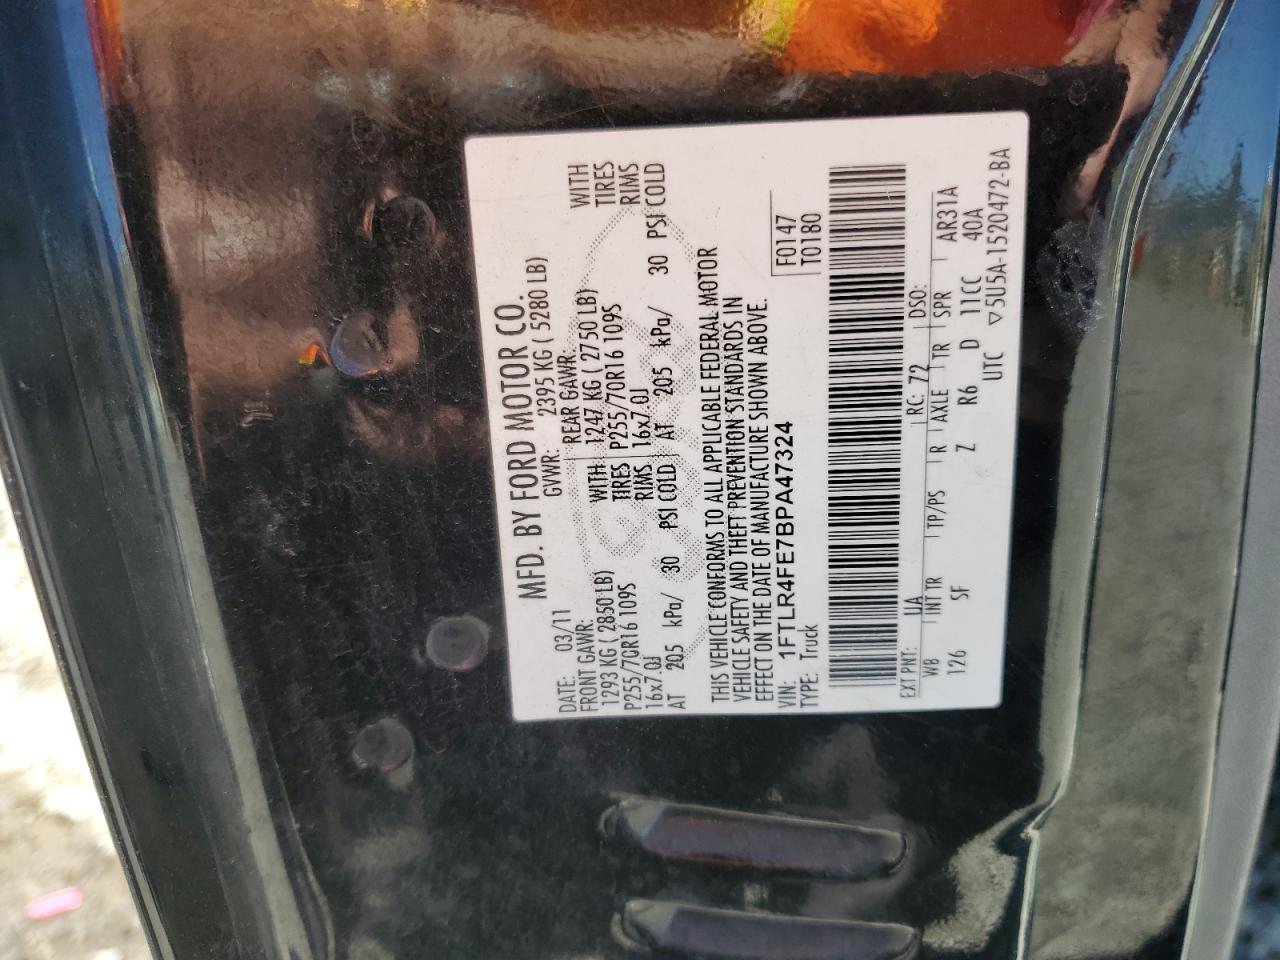 MFD. BY FORD MOTOR CO.
DATE: 03/11 GVWR: 2395 KG ( 5280 LB)
FRONT GAWR: REAR GAWR:
1293 KG ( 2850 LB) WITH 1247 KG ( 2750 LB) WITH
P255/70R16 109S TIRES P255/70R16 109S TIRES
16x7.0J RIMS 16x7.0J RIMS
AT 205 kPa/ 30 PSI COLD AT 205 kPa/ 30 PSI COLD
THIS VEHICLE CONFORMS TO ALL APPLICABLE FEDERAL MOTOR
VEHICLE SAFETY AND THEFT PREVENTION STANDARDS IN
EFFECT ON THE DATE OF MANUFACTURE SHOWN ABOVE.
VIN: 1FTLR4FE7BPA47324 F0147
TYPE: Truck T0180
EXT PNT: UA RC: 72 DSO:
WB INT TR TP/PS R AXLE TR SPR AR31A
126 SF Z R6 D 11CC 40A
UTC ▽5U5A-1520472-BA